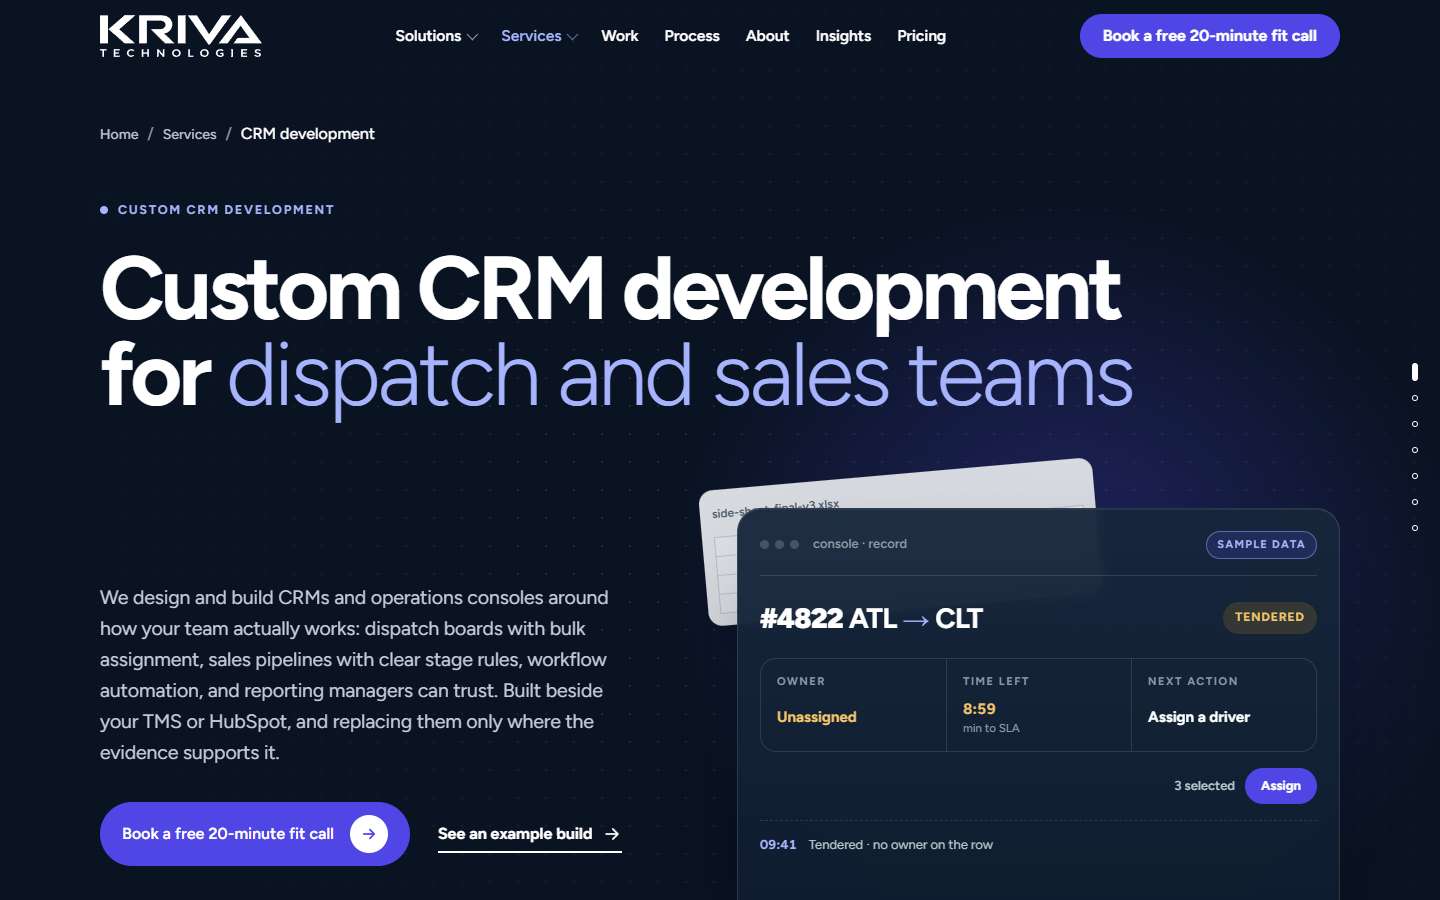 KRIVA
TECHNOLOGIES
Solutions
Services
Work
Process
About
Insights
Pricing
Book a free 20-minute fit call
Home / Services / CRM development
CUSTOM CRM DEVELOPMENT
Custom CRM development
for dispatch and sales teams
We design and build CRMs and operations consoles around
how your team actually works: dispatch boards with bulk
assignment, sales pipelines with clear stage rules, workflow
automation, and reporting managers can trust. Built beside
your TMS or HubSpot, and replacing them only where the
evidence supports it.
Book a free 20-minute fit call →
See an example build →
console · record
SAMPLE DATA
#4822 ATL → CLT
TENDERED
OWNER
Unassigned
TIME LEFT
8:59
min to SLA
NEXT ACTION
Assign a driver
3 selected
Assign
09:41 Tendered · no owner on the row